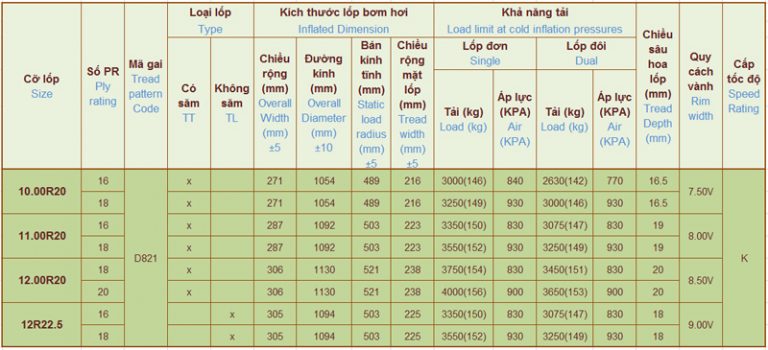 Cỡ lốp
Size
Số PR
Ply
rating
Mã gai
Tread
pattern
Code
Loại lốp
Type
Có
săm
TT
Không
săm
TL
Kích thước lốp bơm hơi
Inflated Dimension
Chiều
rộng
(mm)
Overall
Width
(mm)
±5
Đường
kính
(mm)
Overall
Diameter
(mm)
±10
Bán
kính
tĩnh
(mm)
Static
load
radius
(mm)
±5
Chiều
rộng mặt
lốp
(mm)
Tread
width
(mm)
±5
Khả năng tải
Load limit at cold inflation pressures
Lốp đơn
Single
Lốp đôi
Dual
Tải (kg)
Load (kg)
Áp lực
(KPA)
Air
(KPA)
Tải (kg)
Load (kg)
Áp lực
(KPA)
Air
(KPA)
Chiều
sâu
hoa
lốp
(mm)
Tread
Depth
(mm)
Quy
cách
vành
Rim
width
Cấp
tốc độ
Speed
Rating
10.00R20 16 x 271 1054 489 216 3000(146) 840 2630(142) 770 16.5 7.50V
18 x 271 1054 489 216 3250(149) 930 3000(146) 930 16.5
11.00R20 16 x 287 1092 503 223 3350(150) 830 3075(147) 830 19 8.00V
18 x 287 1092 503 223 3550(152) 930 3250(149) 930 19
D821 K
12.00R20 18 x 306 1130 521 238 3750(154) 830 3450(151) 830 20 8.50V
20 x 306 1130 521 238 4000(156) 900 3650(153) 900 20
12R22.5 16 x 305 1094 503 225 3350(150) 830 3075(147) 830 18 9.00V
18 x 305 1094 503 225 3550(152) 930 3250(149) 930 18